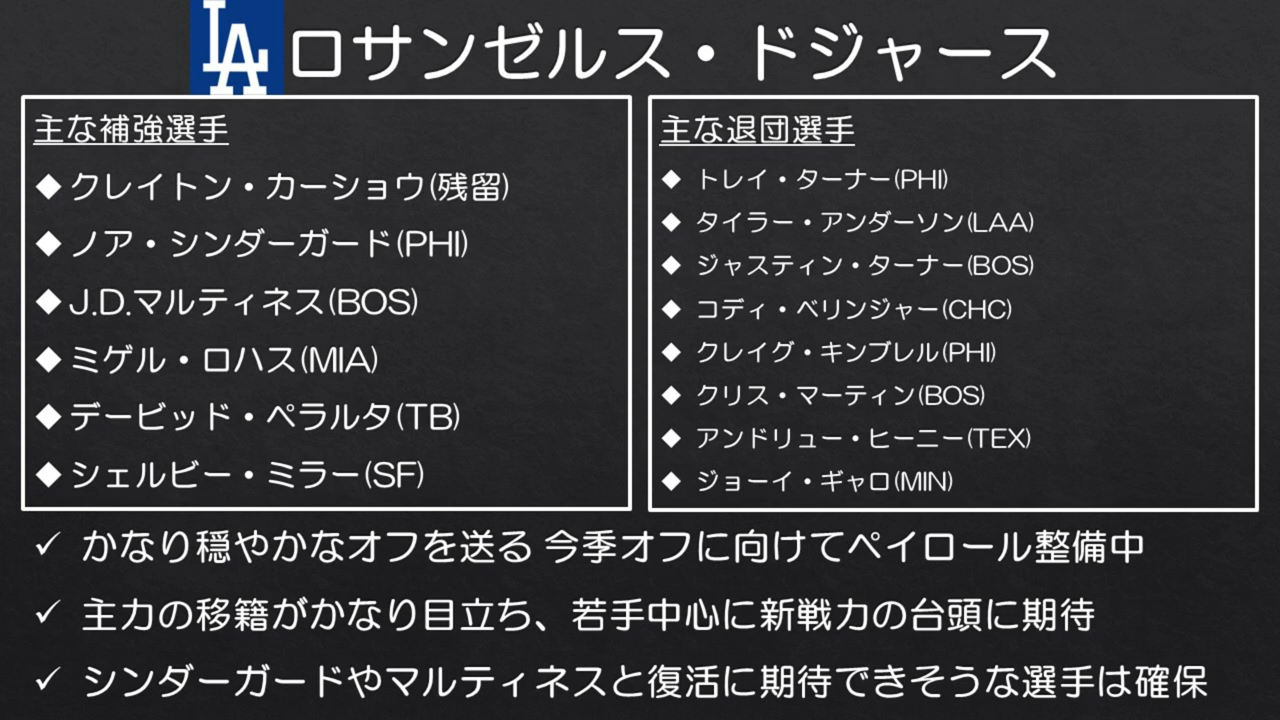 LA ロサンゼルス・ドジャース
主な補強選手
◆クレイトン・カーショウ(残留)
◆ノア・シンダーガード(PHI)
◆J.D.マルティネス(BOS)
◆ミゲル・ロハス(MIA)
◆デービッド・ペラルタ(TB)
◆シェルビー・ミラー(SF)
主な退団選手
◆ トレイ・ターナー(PHI)
◆ タイラー・アンダーソン(LAA)
◆ ジャスティン・ターナー(BOS)
◆ コディ・ベリンジャー(CHC)
◆ クレイグ・キンブレル(PHI)
◆ クリス・マーティン(BOS)
◆ アンドリュー・ヒーニー(TEX)
◆ ジョーイ・ギャロ(MIN)
✓ かなり穏やかなオフを送る 今季オフに向けてペイロール整備中
✓ 主力の移籍がかなり目立ち、若手中心に新戦力の台頭に期待
✓ シンダーガードやマルティネスと復活に期待できそうな選手は確保